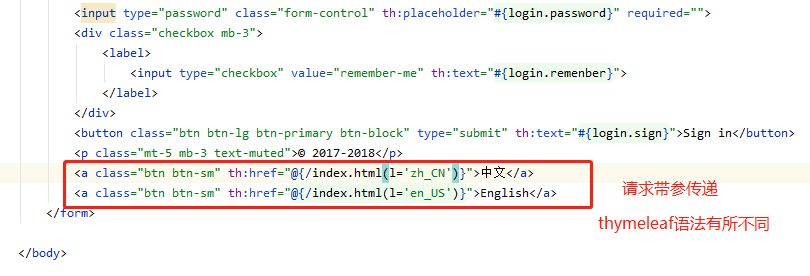 <input type="password" class="form-control" th:placeholder="#{login.password}" required="">
<div class="checkbox mb-3">
<label>
<input type="checkbox" value="remember-me" th:text="#{login.remenber}">
</label>
</div>
<button class="btn btn-lg btn-primary btn-block" type="submit" th:text="#{login.sign}">Sign in</button>
<p class="mt-5 mb-3 text-muted">© 2017-2018</p>
<a class="btn btn-sm" th:href="@{/index.html(l='zh_CN')}">中文</a>
<a class="btn btn-sm" th:href="@{/index.html(l='en_US')}">English</a>
请求带参传递
thymeleaf语法有所不同
</form>
</body>